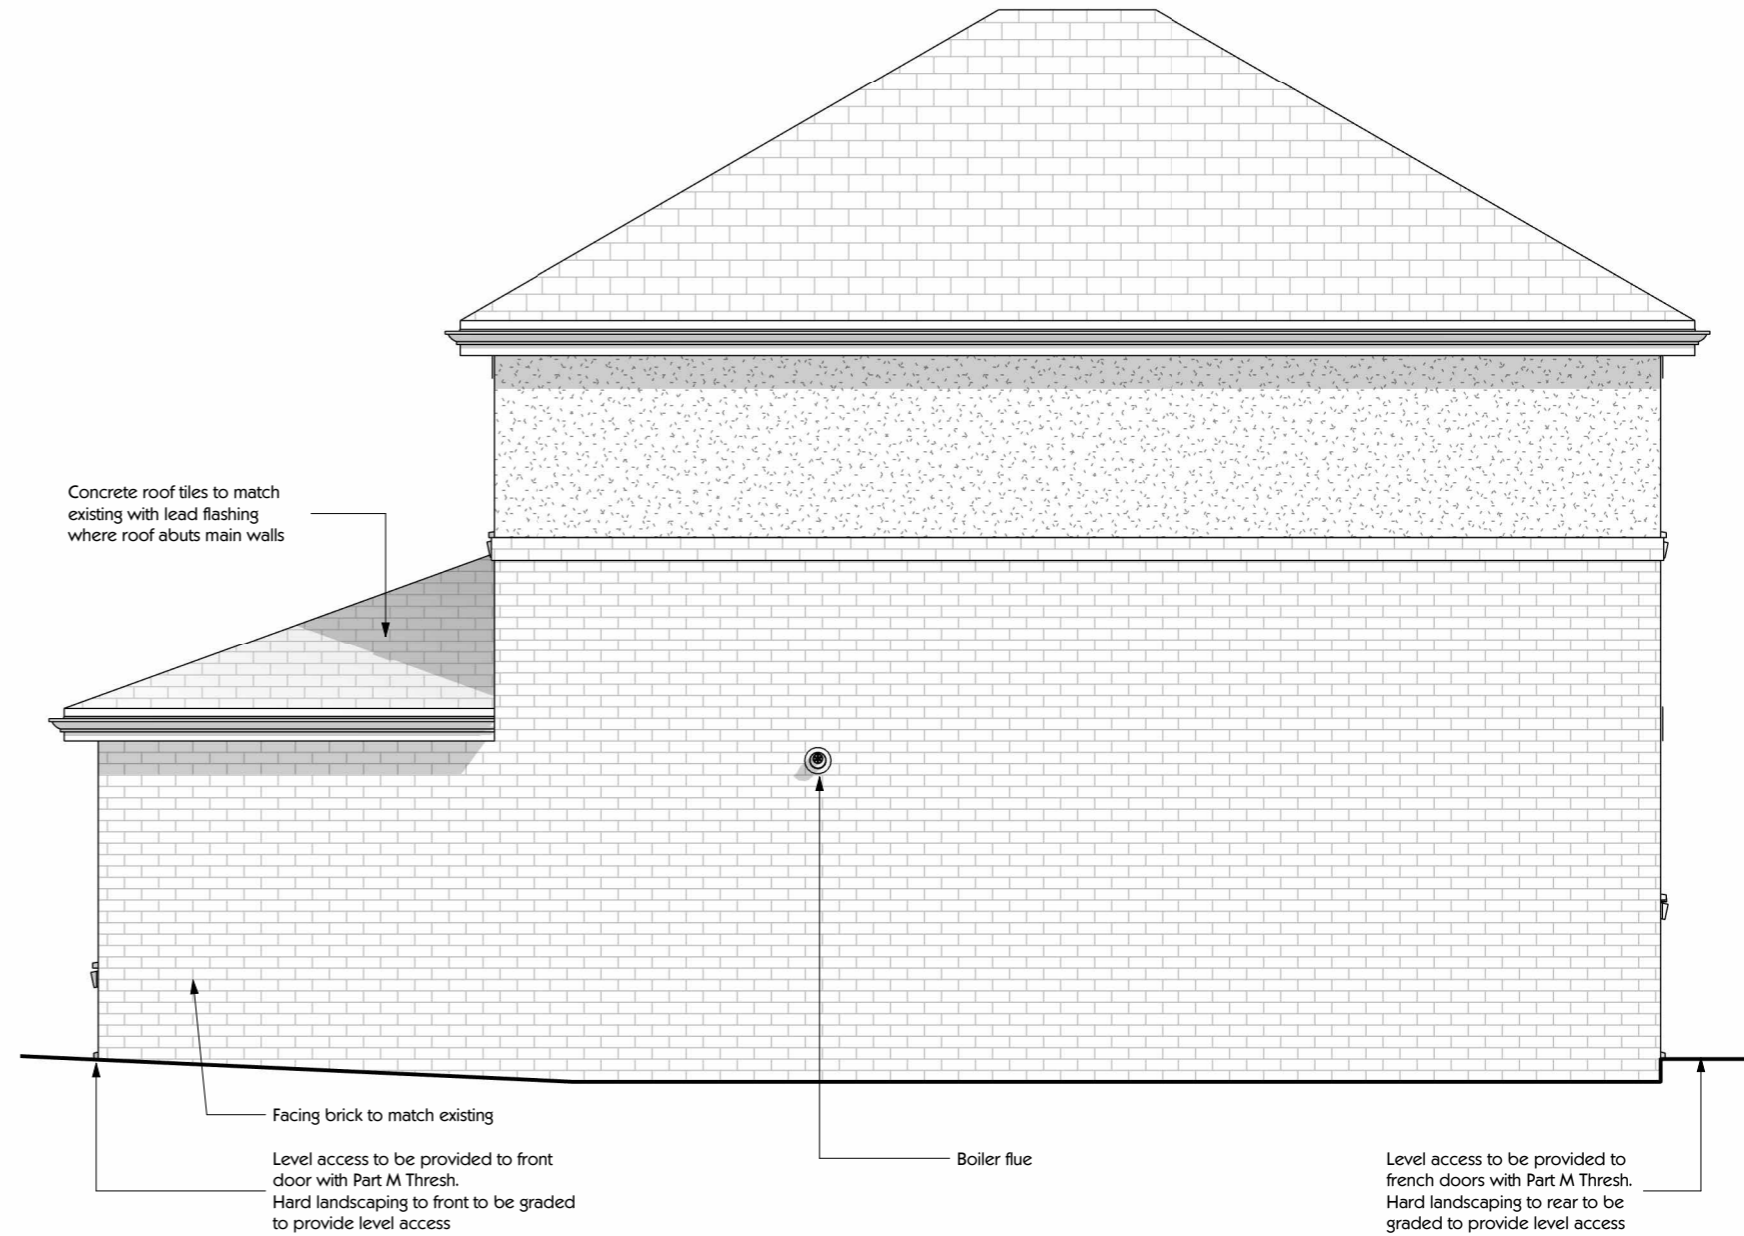 Concrete roof tiles to match
existing with lead flashing
where roof abuts main walls
Facing brick to match existing
Level access to be provided to front
door with Part M Thresh.
Hard landscaping to front to be graded
to provide level access
Boiler flue
Level access to be provided to
french doors with Part M Thresh.
Hard landscaping to rear to be
graded to provide level access